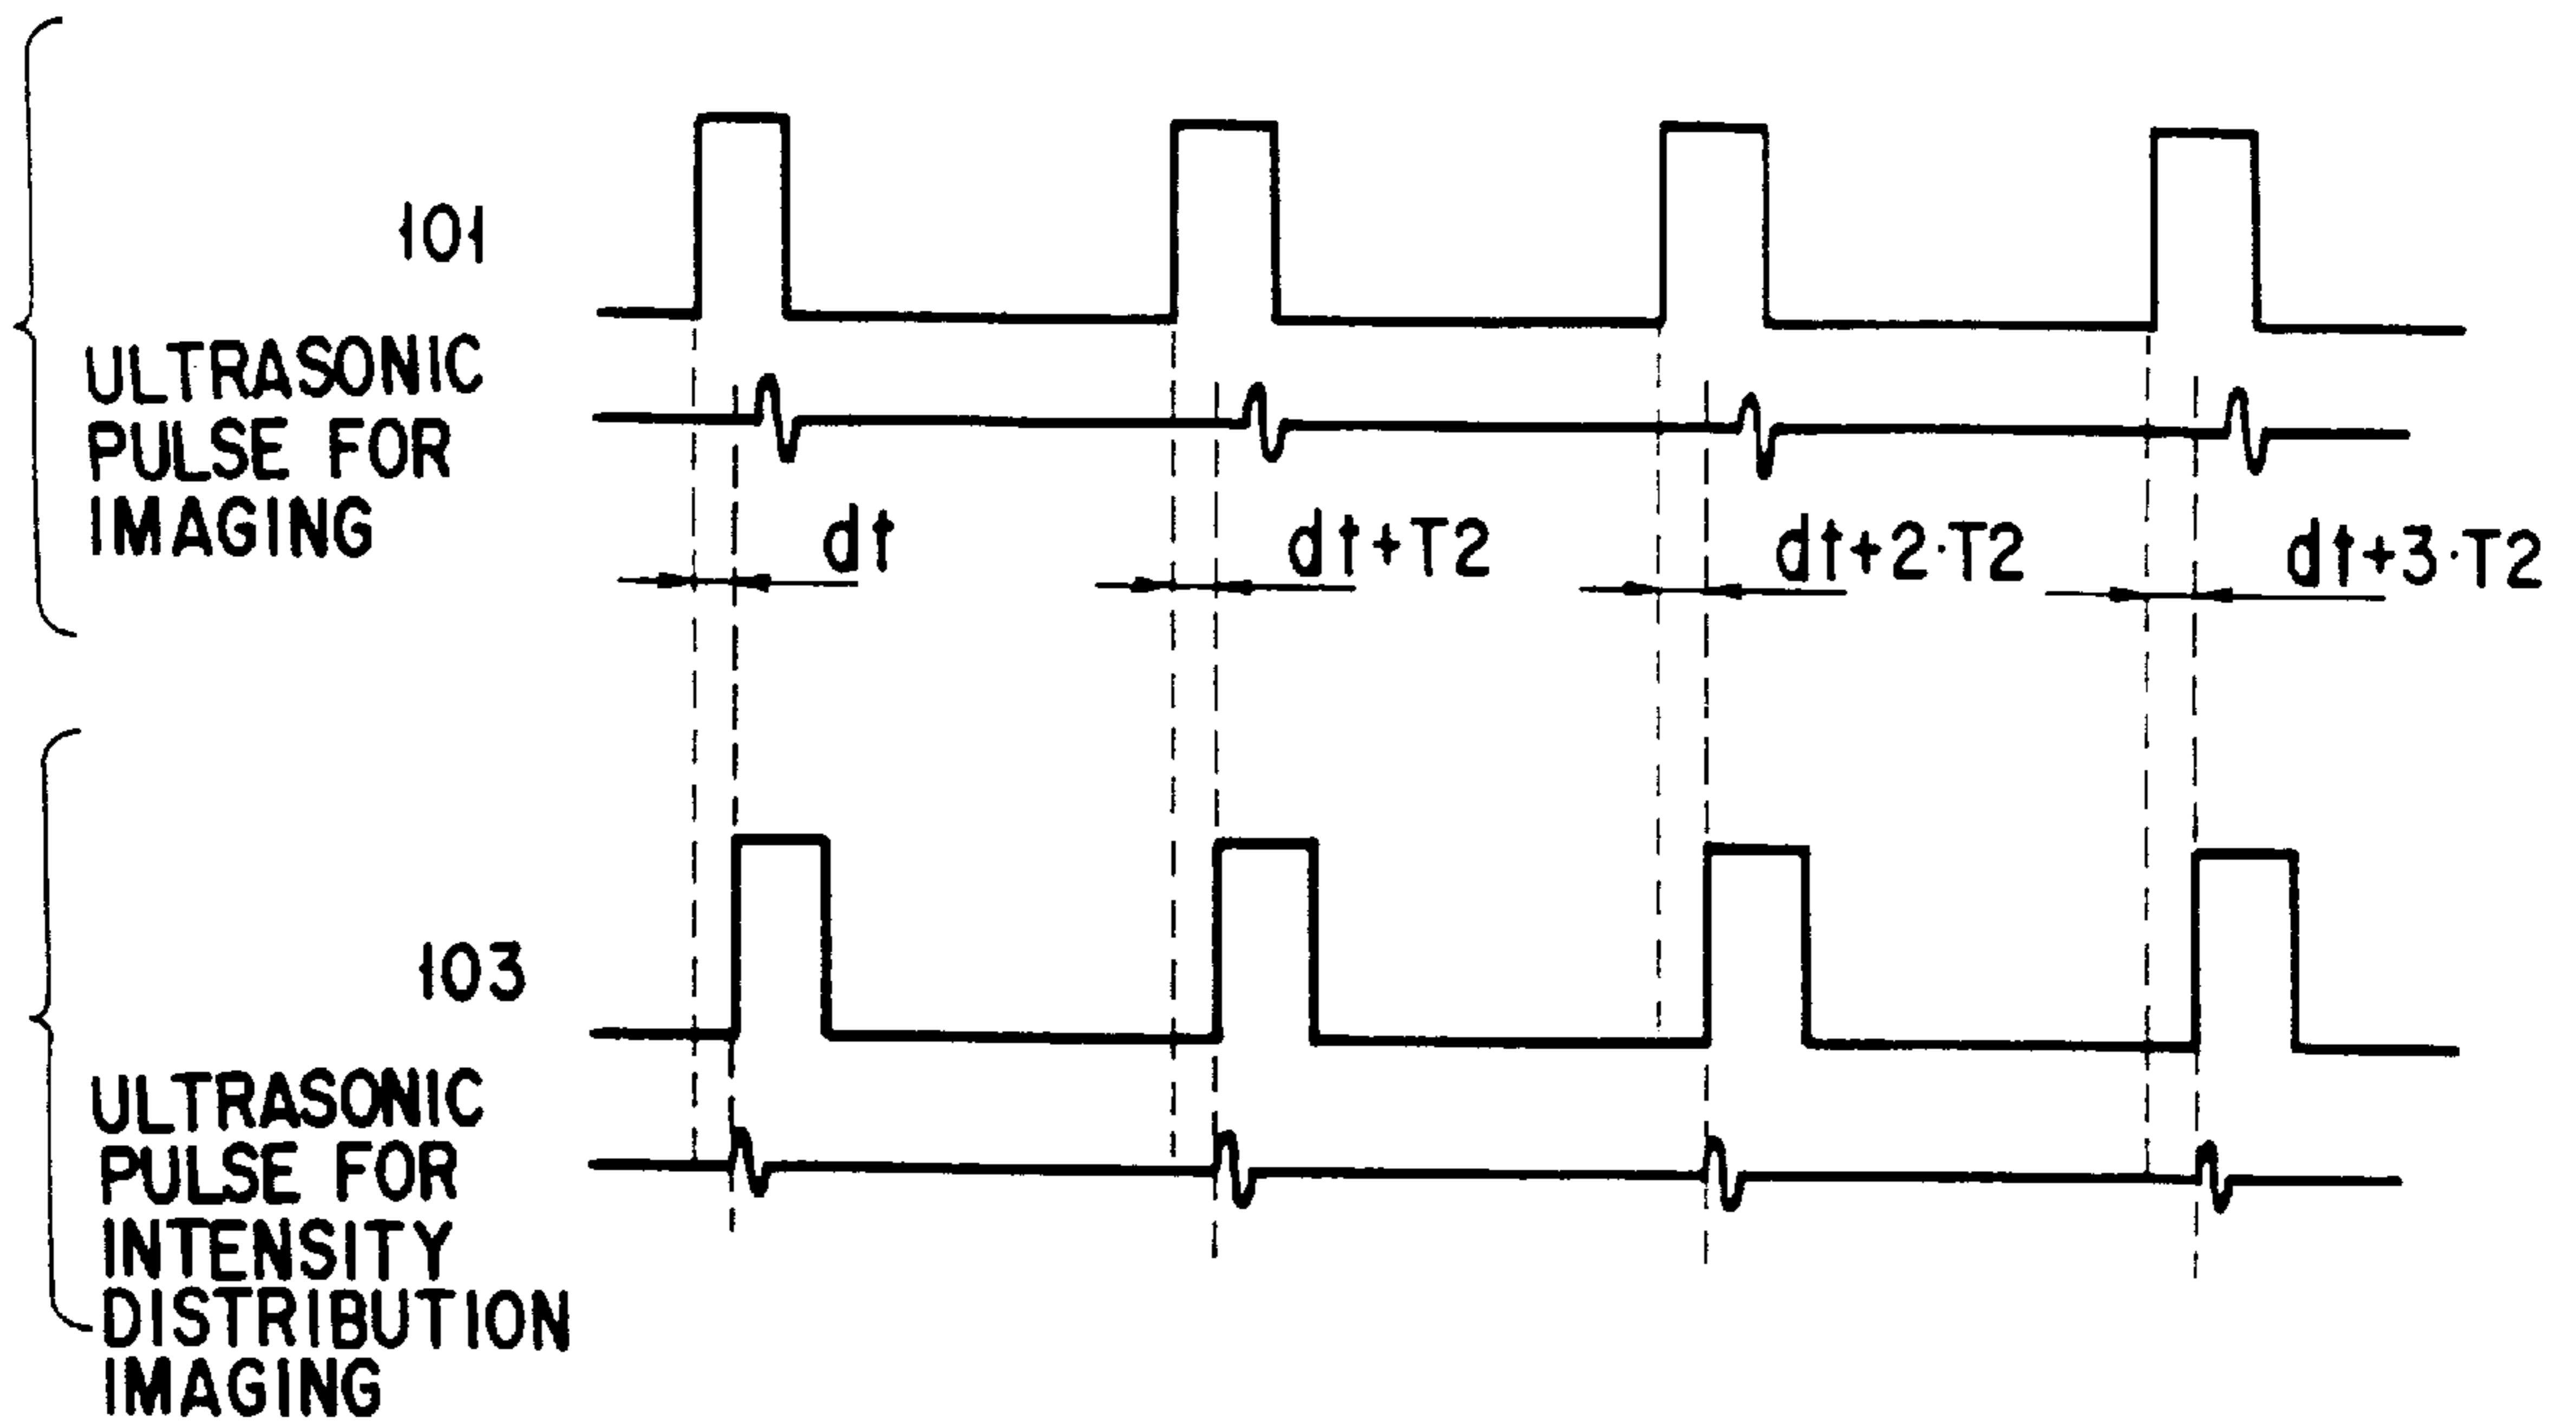 101
ULTRASONIC
PULSE FOR
IMAGING
dt
dt+T2
dt+2·T2
dt+3·T2
103
ULTRASONIC
PULSE FOR
INTENSITY
DISTRIBUTION
IMAGING